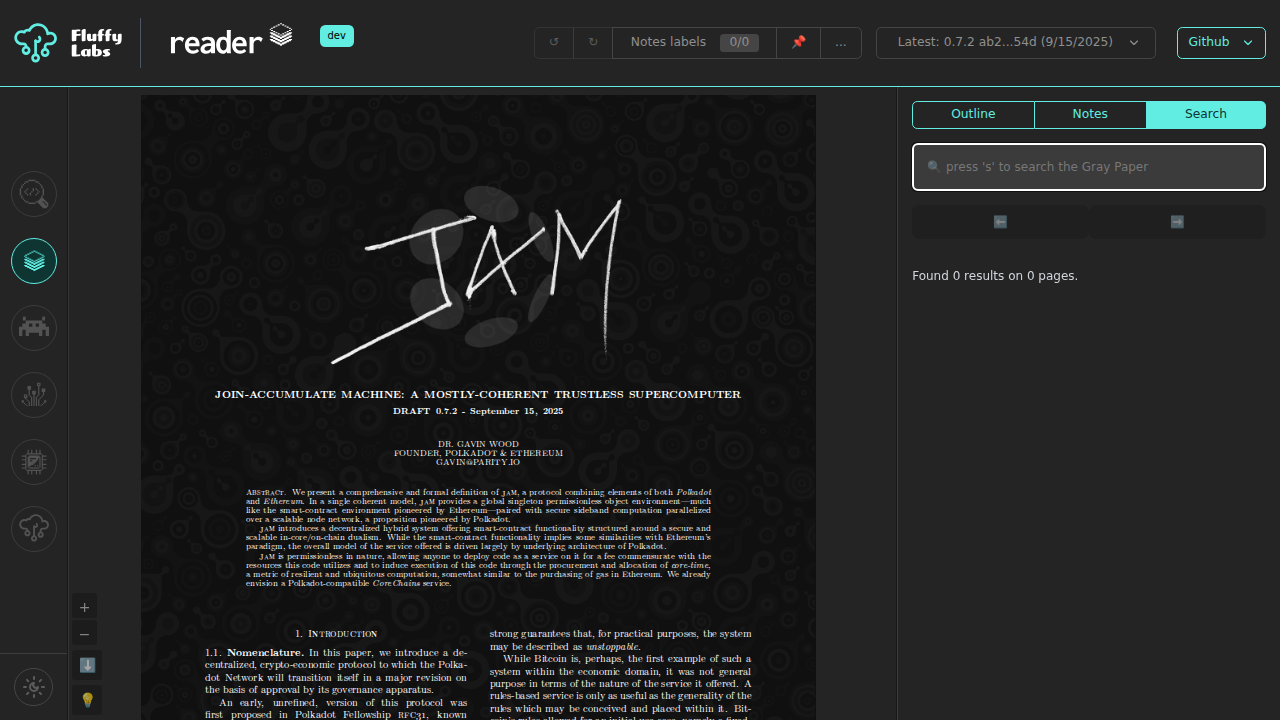 Fluffy Labs
reader
dev
Notes labels 0/0
...
Latest: 0.7.2 ab2...54d (9/15/2025)
Github
Outline
Notes
Search
press 's' to search the Gray Paper
Found 0 results on 0 pages.
JAM
JOIN-ACCUMULATE MACHINE: A MOSTLY-COHERENT TRUSTLESS SUPERCOMPUTER
DRAFT 0.7.2 - September 15, 2025
DR. GAVIN WOOD
FOUNDER, POLKADOT & ETHEREUM
GAVIN@PARITY.IO
Abstract. We present a comprehensive and formal definition of Jam, a protocol combining elements of both Polkadot
and Ethereum. In a single coherent model, Jam provides a global singleton permissionless object environment—much
like the smart-contract environment pioneered by Ethereum—paired with secure sideband computation parallelized
over a scalable node network, a proposition pioneered by Polkadot.
Jam introduces a decentralized hybrid system offering smart-contract functionality structured around a secure and
scalable in-core/on-chain dualism. While the smart-contract functionality implies some similarities with Ethereum's
paradigm, the overall model of the service offered is driven largely by underlying architecture of Polkadot.
Jam is permissionless in nature, allowing anyone to deploy code as a service on it for a fee commensurate with the
resources this code utilizes and to induce execution of this code through the procurement and allocation of core-time,
a metric of resilient and ubiquitous computation, somewhat similar to the purchasing of gas in Ethereum. We already
envision a Polkadot-compatible CoreChains service.
1. Introduction
1.1. Nomenclature. In this paper, we introduce a de-
centralized, crypto-economic protocol to which the Polka-
dot Network will transition itself in a major revision on
the basis of approval by its governance apparatus.
An early, unrefined, version of this protocol was
first proposed in Polkadot Fellowship RFC31, known
strong guarantees that, for practical purposes, the system
may be described as unstoppable.
While Bitcoin is, perhaps, the first example of such a
system within the economic domain, it was not general
purpose in terms of the nature of the service it offered. A
rules-based service is only as useful as the generality of the
rules which may be conceived and placed within it. Bit-
+
−